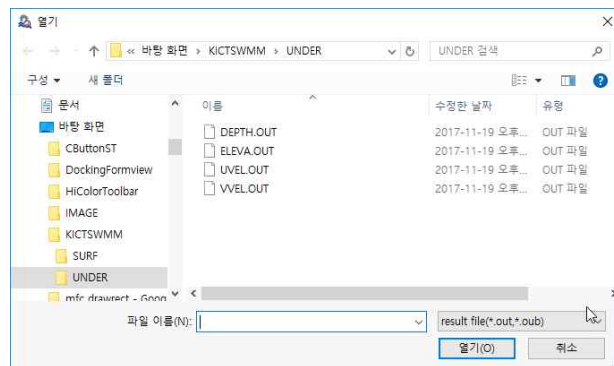 열기
« 바탕 화면 > KICTSWMM > UNDER
UNDER 검색
구성 새 폴더
이름 수정한 날짜 유형
문서
바탕 화면
CButtonST
DockingFormview
HiColorToolbar
IMAGE
KICTSWMM
SURF
UNDER
mfc drawrect - Goog
DEPTH.OUT 2017-11-19 오후... OUT 파일
ELEVA.OUT 2017-11-19 오후... OUT 파일
UVEL.OUT 2017-11-19 오후... OUT 파일
VVEL.OUT 2017-11-19 오후... OUT 파일
파일 이름(N):
result file(*.out,*.oub)
열기(O) 취소